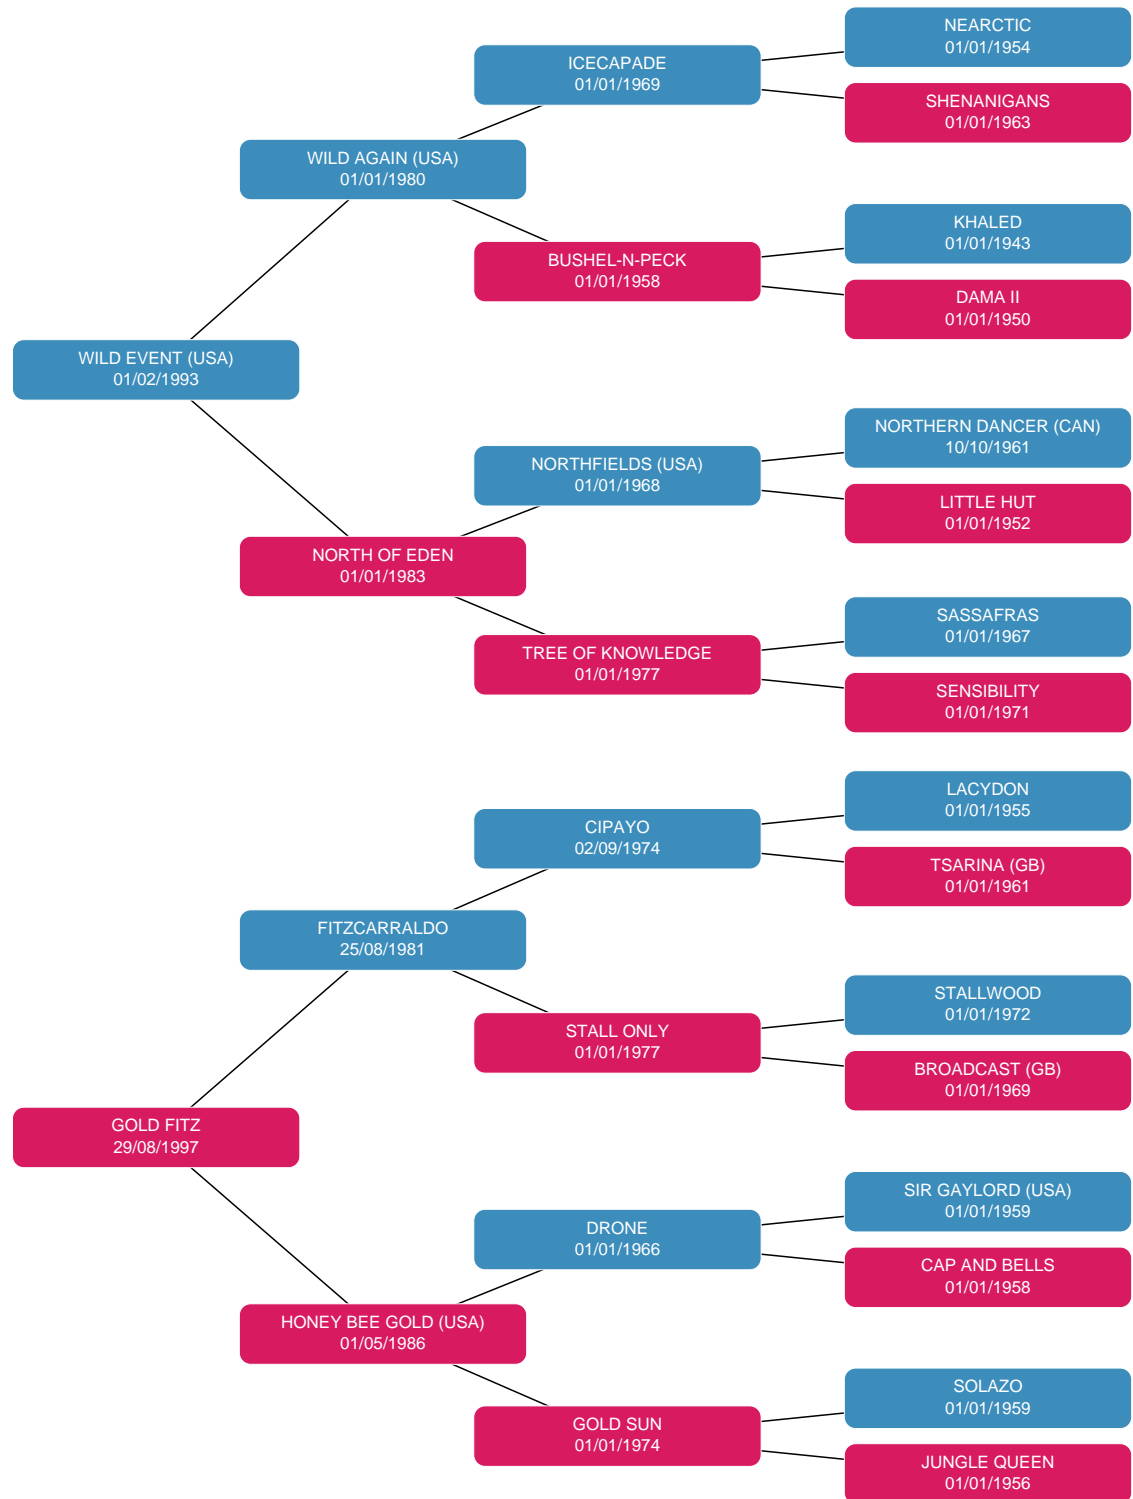 NEARCTIC
01/01/1954
ICECAPADE
01/01/1969
SHENANIGANS
01/01/1963
WILD AGAIN (USA)
01/01/1980
KHALED
01/01/1943
BUSHEL-N-PECK
01/01/1958
DAMA II
01/01/1950
WILD EVENT (USA)
01/02/1993
NORTHERN DANCER (CAN)
10/10/1961
NORTHFIELDS (USA)
01/01/1968
LITTLE HUT
01/01/1952
NORTH OF EDEN
01/01/1983
SASSAFRAS
01/01/1967
TREE OF KNOWLEDGE
01/01/1977
SENSIBILITY
01/01/1971
LACYDON
01/01/1955
CIPAYO
02/09/1974
TSARINA (GB)
01/01/1961
FITZCARRALDO
25/08/1981
STALLWOOD
01/01/1972
STALL ONLY
01/01/1977
BROADCAST (GB)
01/01/1969
GOLD FITZ
29/08/1997
SIR GAYLORD (USA)
01/01/1959
DRONE
01/01/1966
CAP AND BELLS
01/01/1958
HONEY BEE GOLD (USA)
01/05/1986
SOLAZO
01/01/1959
GOLD SUN
01/01/1974
JUNGLE QUEEN
01/01/1956